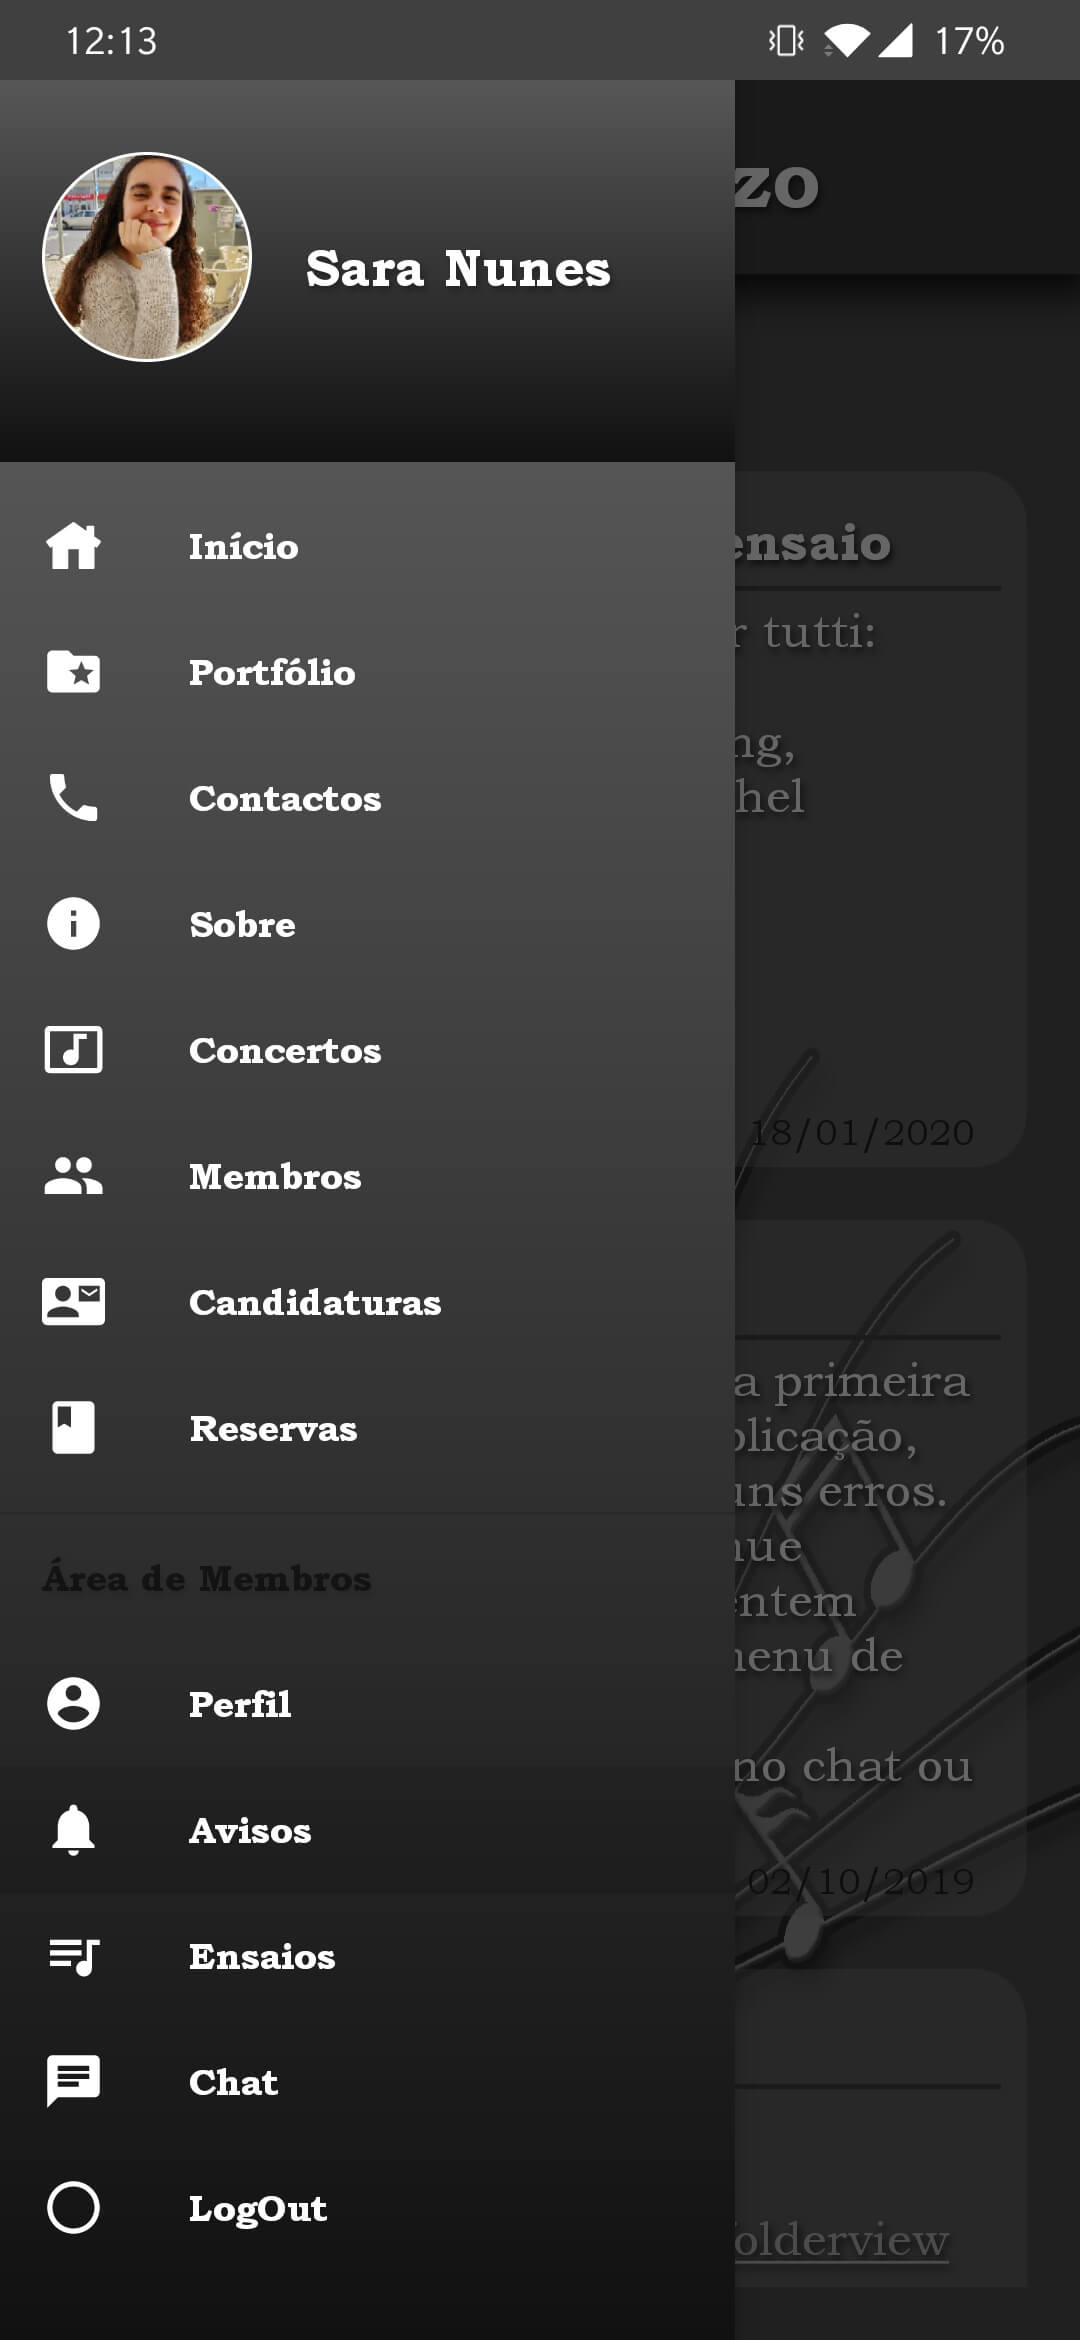 12:13
17%
zo
Sara Nunes
Início
Portfólio
Contactos
Sobre
Concertos
Membros
Candidaturas
Reservas
Área de Membros
Perfil
Avisos
Ensaios
Chat
LogOut
ensaio
r tutti:
ng,
hel
18/01/2020
a primeira
plicação,
uns erros.
nue
entem
menu de
no chat ou
02/10/2019
folderview